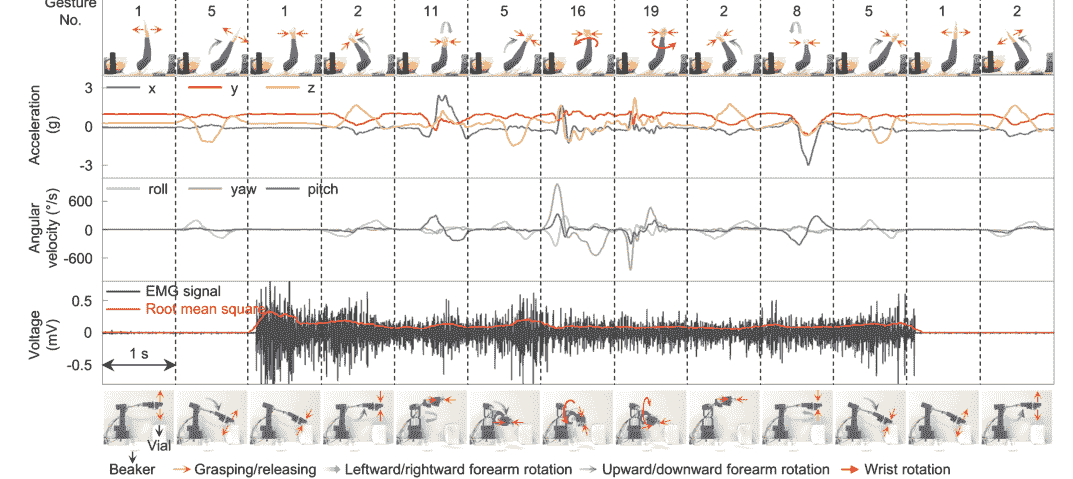 Gesture
No.
1 5 1 2 11 5 16 19 2 8 5 1 2
Acceleration
(g)
x y z
3
0
-3
Angular
velocity (°/s)
roll yaw pitch
600
0
-600
Voltage
(mV)
EMG signal
Root mean square
0.5
0
-0.5
1 s
Vial
Beaker
Grasping/releasing Leftward/rightward forearm rotation Upward/downward forearm rotation Wrist rotation